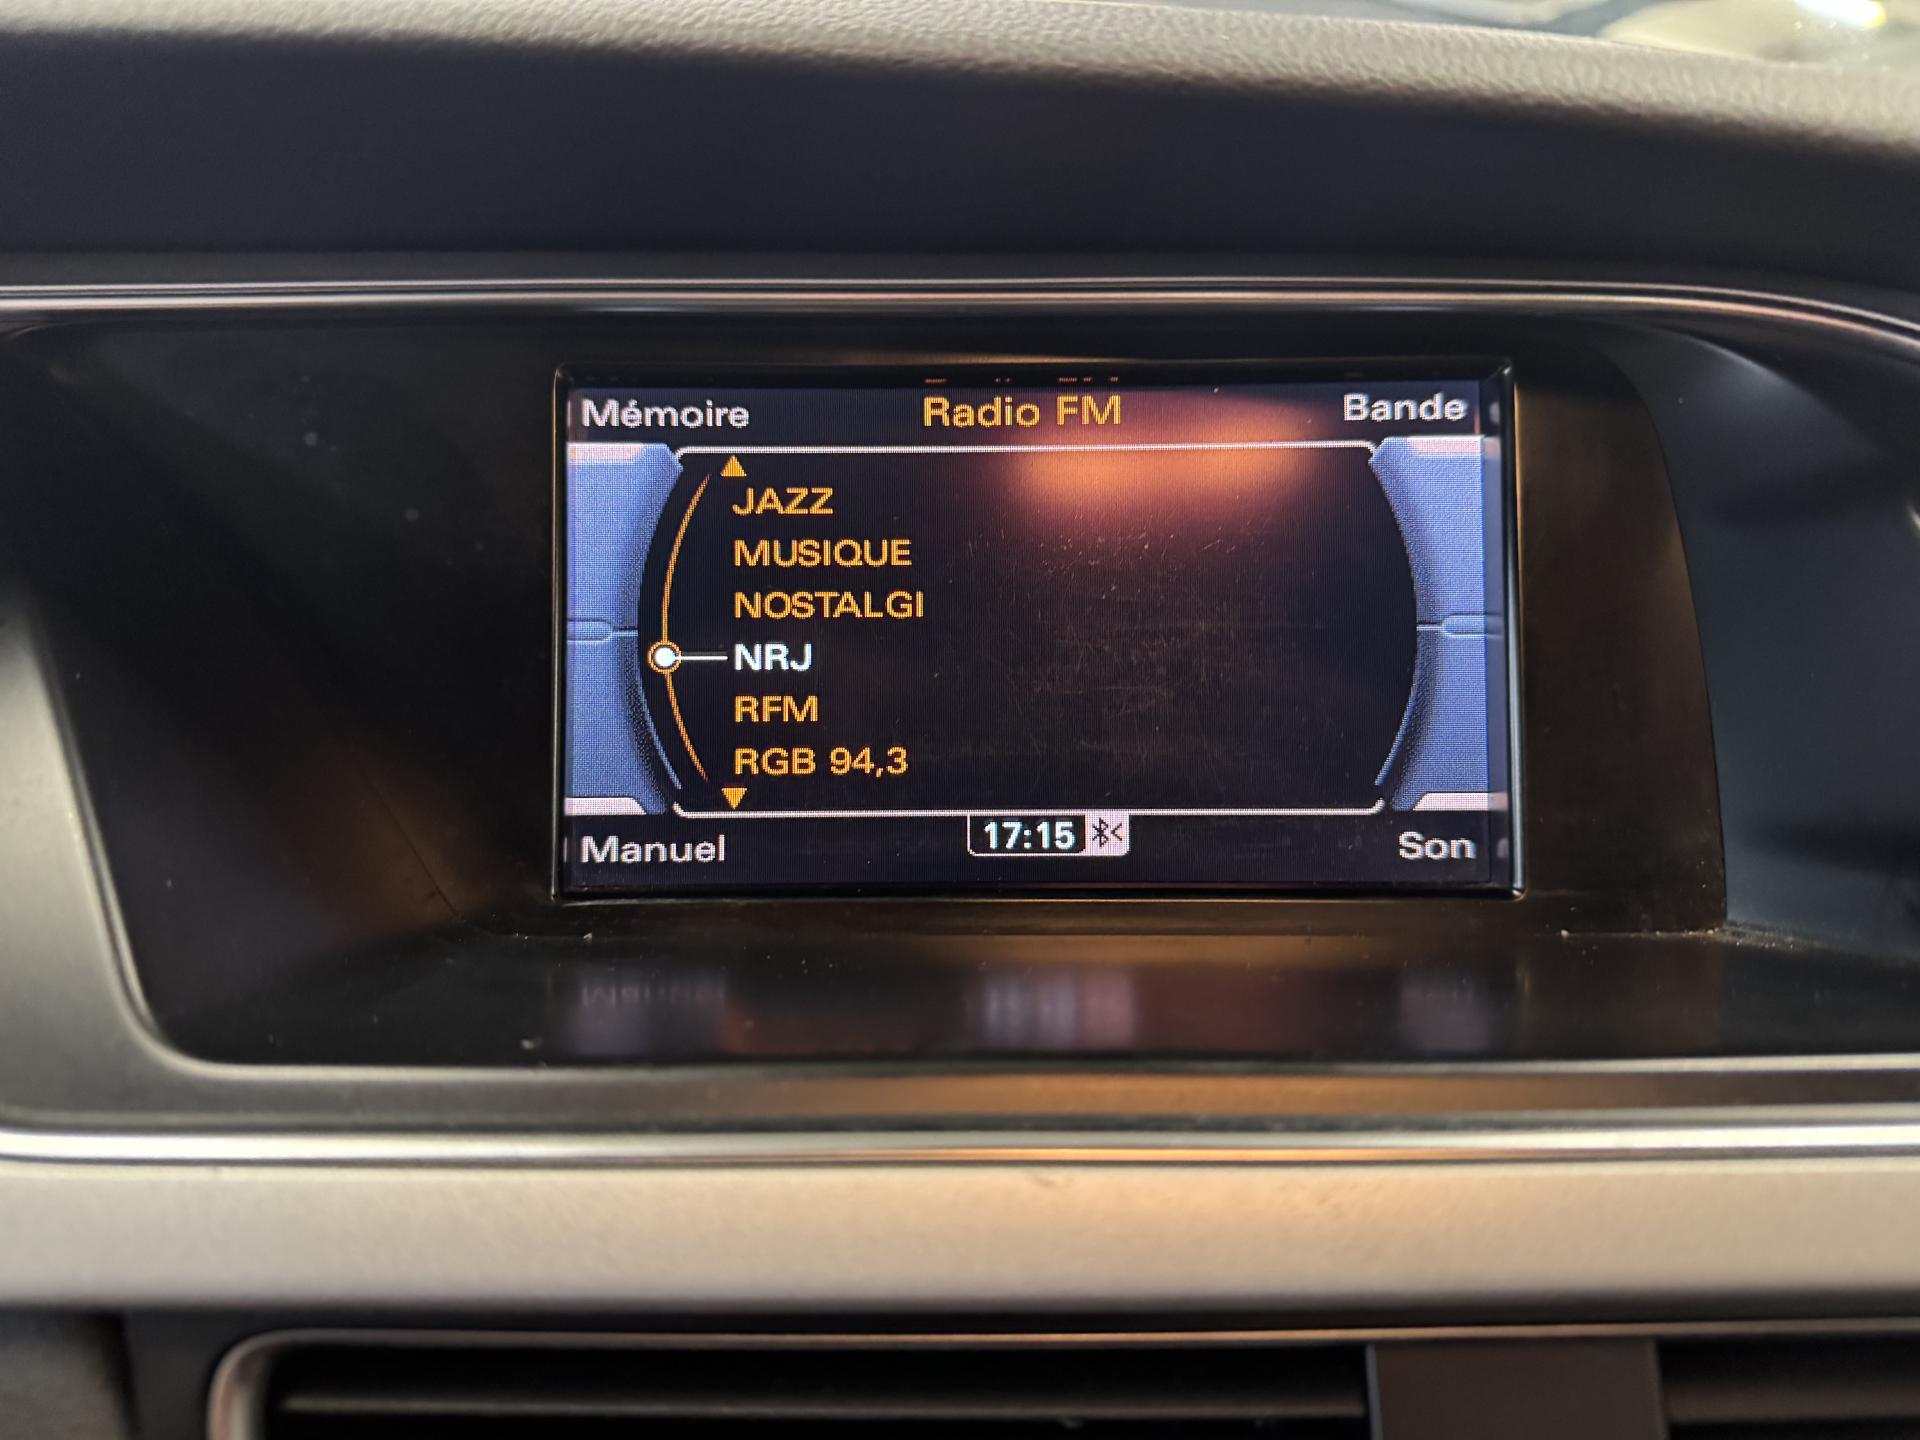 Mémoire
Radio FM
Bande
JAZZ
MUSIQUE
NOSTALGI
NRJ
RFM
RGB 94,3
Manuel
17:15
Son